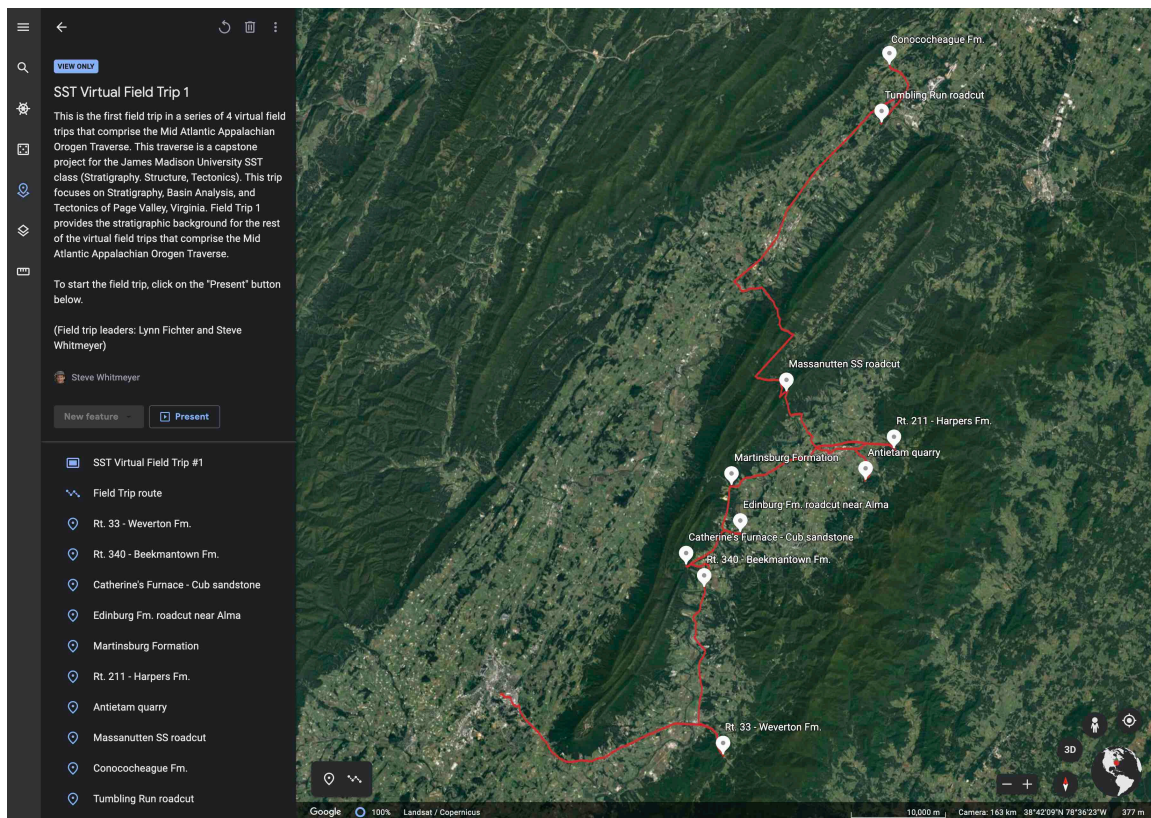 VIEW ONLY
SST Virtual Field Trip 1
This is the first field trip in a series of 4 virtual field
trips that comprise the Mid Atlantic Appalachian
Orogen Traverse. This traverse is a capstone
project for the James Madison University SST
class (Stratigraphy. Structure, Tectonics). This trip
focuses on Stratigraphy, Basin Analysis, and
Tectonics of Page Valley, Virginia. Field Trip 1
provides the stratigraphic background for the rest
of the virtual field trips that comprise the Mid
Atlantic Appalachian Orogen Traverse.
To start the field trip, click on the "Present" button
below.
(Field trip leaders: Lynn Fichter and Steve
Whitmeyer)
Steve Whitmeyer
New feature
Present
SST Virtual Field Trip #1
Field Trip route
Rt. 33 - Weverton Fm.
Rt. 340 - Beekmantown Fm.
Catherine's Furnace - Cub sandstone
Edinburg Fm. roadcut near Alma
Martinsburg Formation
Rt. 211 - Harpers Fm.
Antietam quarry
Massanutten SS roadcut
Conococheague Fm.
Tumbling Run roadcut
Conococheague Fm.
Tumbling Run roadcut
Massanutten SS roadcut
Rt. 211 - Harpers Fm.
Antietam quarry
Martinsburg Formation
Edinburg Fm. roadcut near Alma
Catherine's Furnace - Cub sandstone
Rt. 340 - Beekmantown Fm.
Rt. 33 - Weverton Fm.
3D
Google
100%
Landsat / Copernicus
10,000 m
Camera: 163 km
38°42'09"N 78°36'23"W
377 m